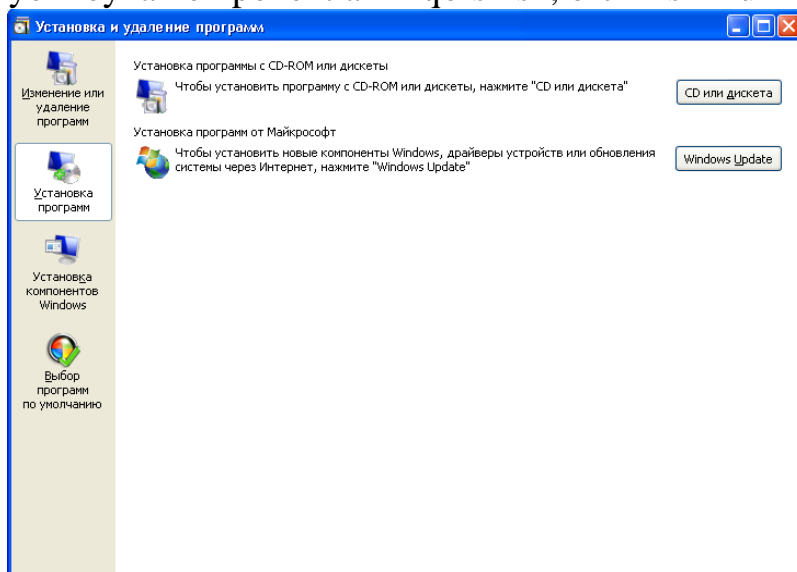 Установка и удаление программ
Изменение или
удаление
программ
Установка
программ
Установка
компонентов
Windows
Выбор
программ
по умолчанию
Установка программы с CD-ROM или дискеты
Чтобы установить программу с CD-ROM или дискеты, нажмите "CD или дискета"
CD или дискета
Установка программ от Майкрософт
Чтобы установить новые компоненты Windows, драйверы устройств или обновления
системы через Интернет, нажмите "Windows Update"
Windows Update